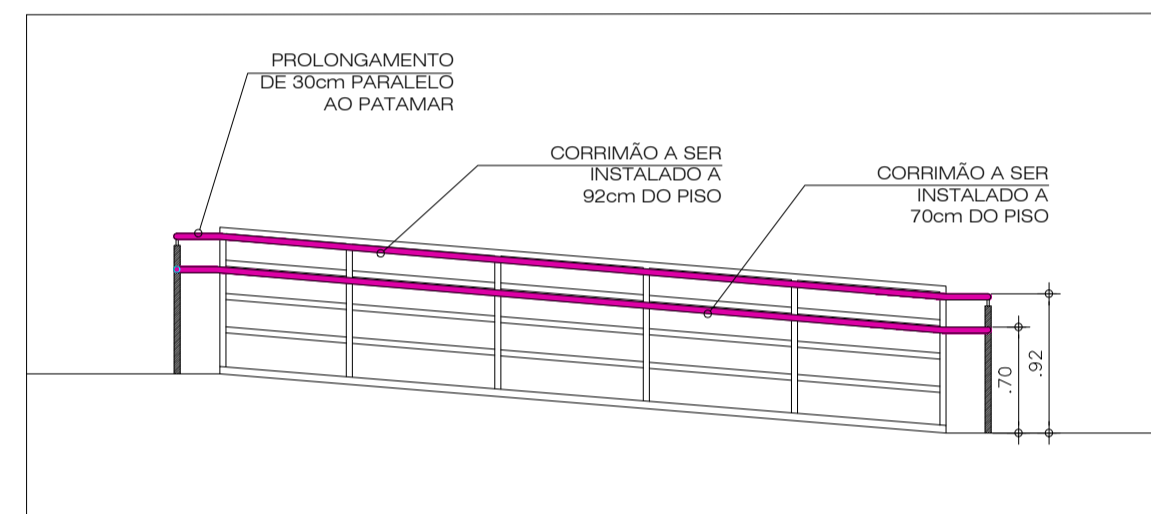 PROLONGAMENTO
DE 30cm PARALELO
AO PATAMAR
CORRIMÃO A SER
INSTALADO A
92cm DO PISO
CORRIMÃO A SER
INSTALADO A
70cm DO PISO
.70
.92